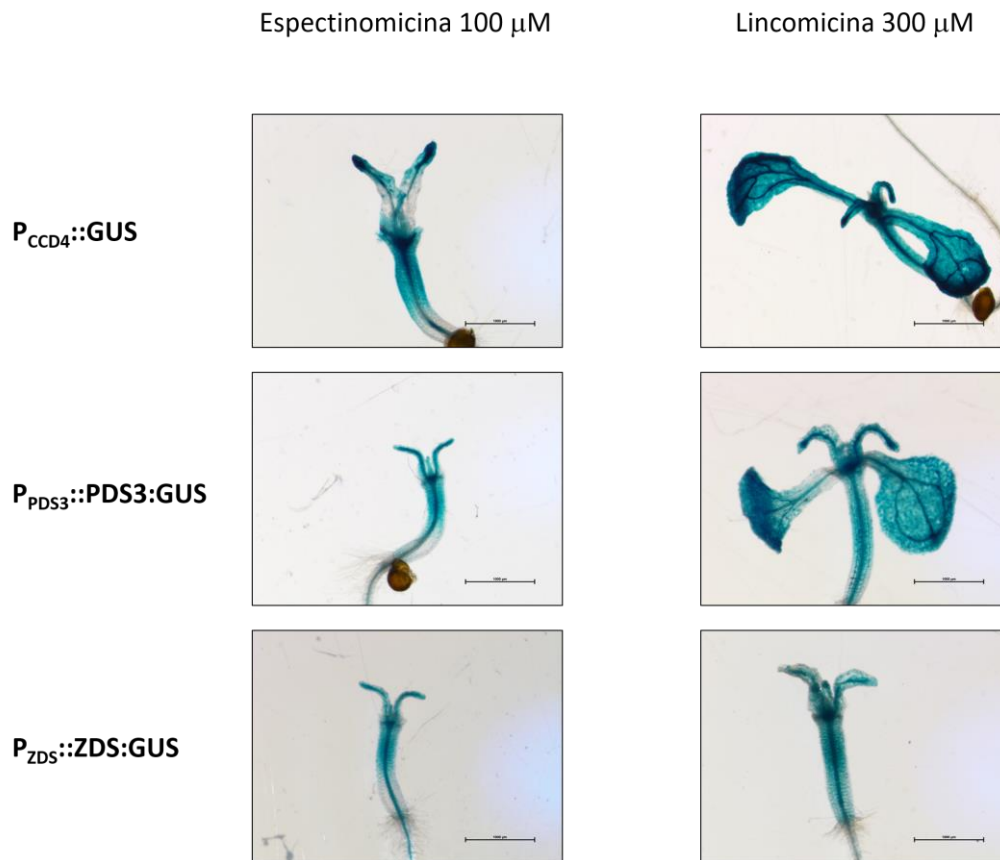 Espectinomicina 100 μM
Lincomicina 300 μM
P_CCD4::GUS
P_PDS3::PDS3:GUS
P_ZDS::ZDS:GUS